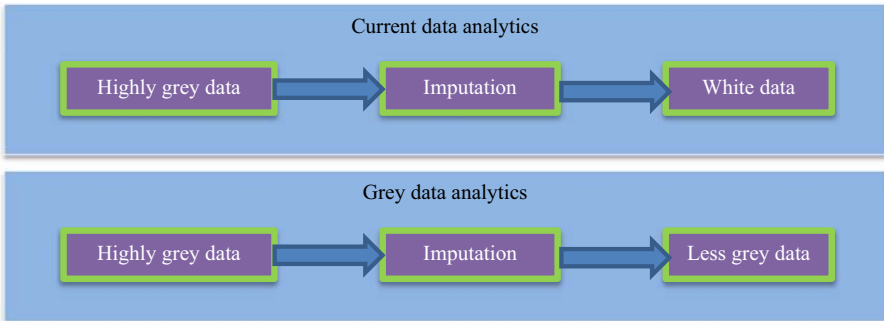 Current data analytics
Highly grey data
Imputation
White data
Grey data analytics
Highly grey data
Imputation
Less grey data